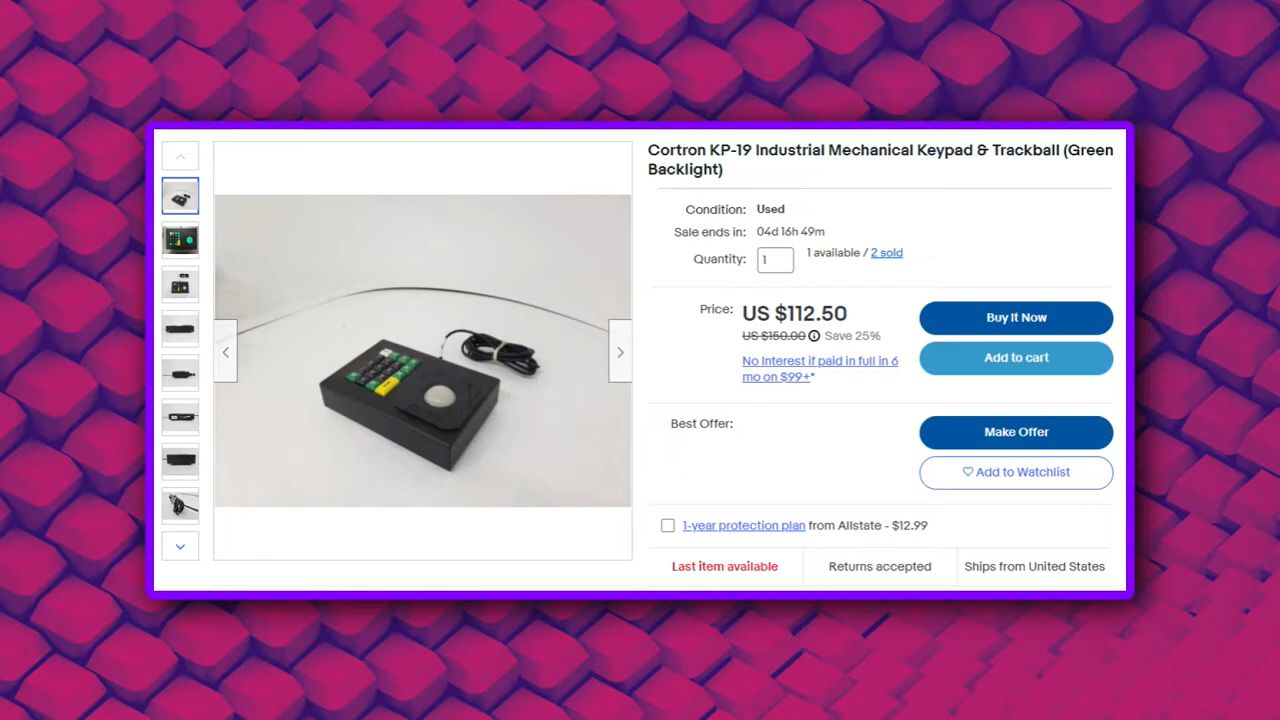 Cortron KP-19 Industrial Mechanical Keypad & Trackball (Green
Backlight)
Condition: Used
Sale ends in: 04d 16h 49m
Quantity: 1 1 available / 2 sold
Price: US $112.50
US $150.00 Save 25%
No Interest if paid in full in 6
mo on $99+*
Buy It Now
Add to cart
Best Offer:
Make Offer
Add to Watchlist
1-year protection plan from Allstate - $12.99
Last item available
Returns accepted
Ships from United States